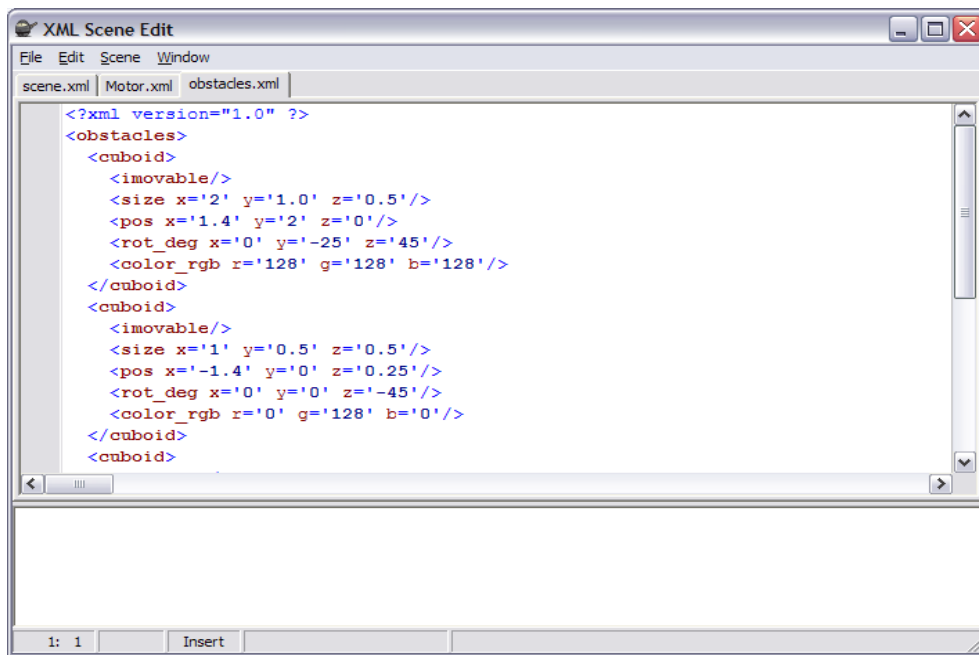 XML Scene Edit
File Edit Scene Window
scene.xml Motor.xml obstacles.xml
<?xml version="1.0" ?>
<obstacles>
<cuboid>
<imovable/>
<size x='2' y='1.0' z='0.5'/>
<pos x='1.4' y='2' z='0'/>
<rot_deg x='0' y='-25' z='45'/>
<color_rgb r='128' g='128' b='128'/>
</cuboid>
<cuboid>
<imovable/>
<size x='1' y='0.5' z='0.5'/>
<pos x='-1.4' y='0' z='0.25'/>
<rot_deg x='0' y='0' z='-45'/>
<color_rgb r='0' g='128' b='0'/>
</cuboid>
<cuboid>
1: 1 Insert